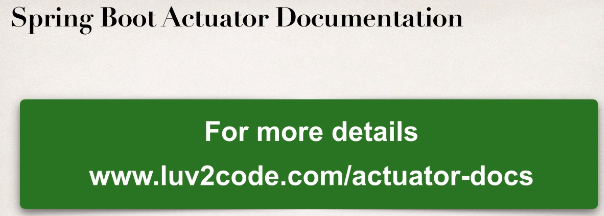 Spring Boot Actuator Documentation
For more details
www.luv2code.com/actuator-docs